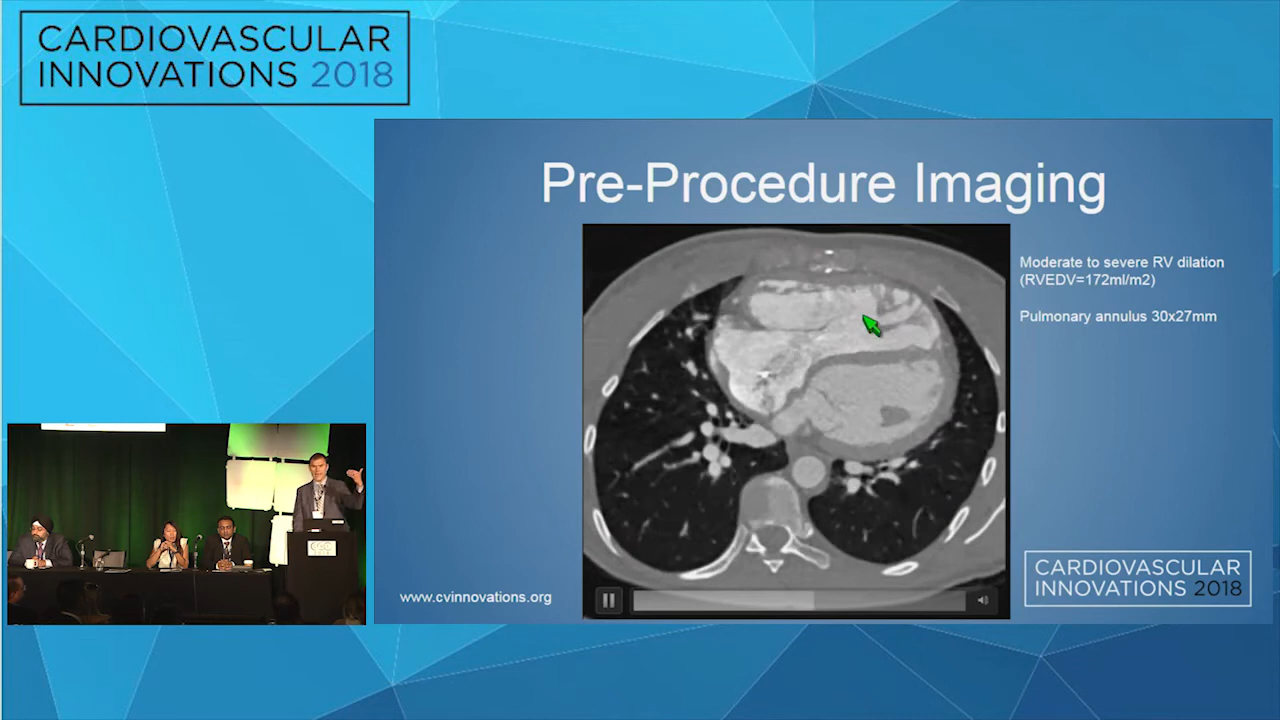 CARDIOVASCULAR
INNOVATIONS 2018
Pre-Procedure Imaging
Moderate to severe RV dilation
(RVEDV=172ml/m2)
Pulmonary annulus 30x27mm
www.cvinnovations.org
CARDIOVASCULAR
INNOVATIONS 2018